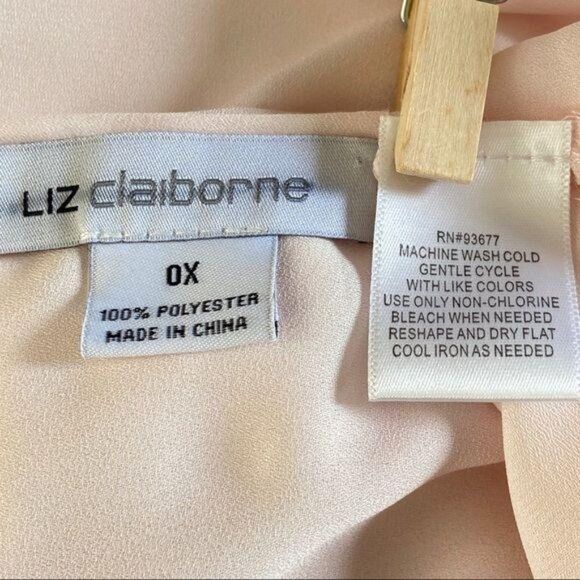 LIZ claiborne
0X
100% POLYESTER
MADE IN CHINA
RN#93677
MACHINE WASH COLD
GENTLE CYCLE
WITH LIKE COLORS
USE ONLY NON-CHLORINE
BLEACH WHEN NEEDED
RESHAPE AND DRY FLAT
COOL IRON AS NEEDED